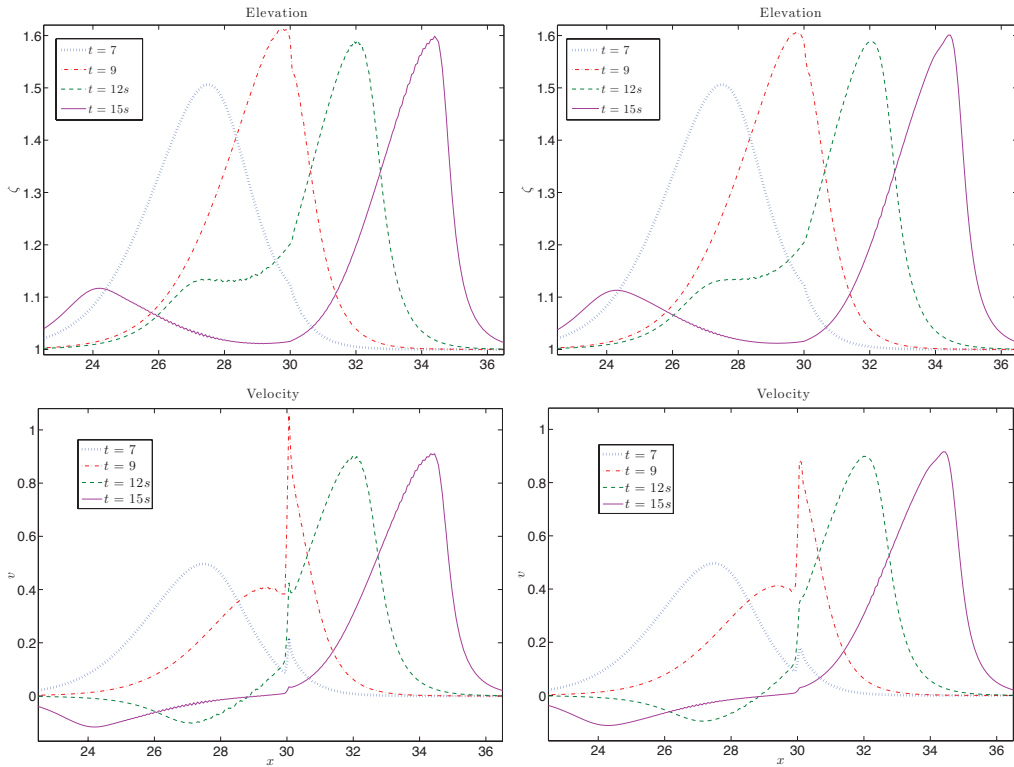 Elevation
1.6
1.5
1.4
1.3
1.2
1.1
1
ζ
t = 7
t = 9
t = 12s
t = 15s
24 26 28 30 32 34 36
Elevation
1.6
1.5
1.4
1.3
1.2
1.1
1
ζ
t = 7
t = 9
t = 12s
t = 15s
24 26 28 30 32 34 36
Velocity
1
0.8
0.6
0.4
0.2
0
v
t = 7
t = 9
t = 12s
t = 15s
24 26 28 30 32 34 36
x
Velocity
1
0.8
0.6
0.4
0.2
0
v
t = 7
t = 9
t = 12s
t = 15s
24 26 28 30 32 34 36
x